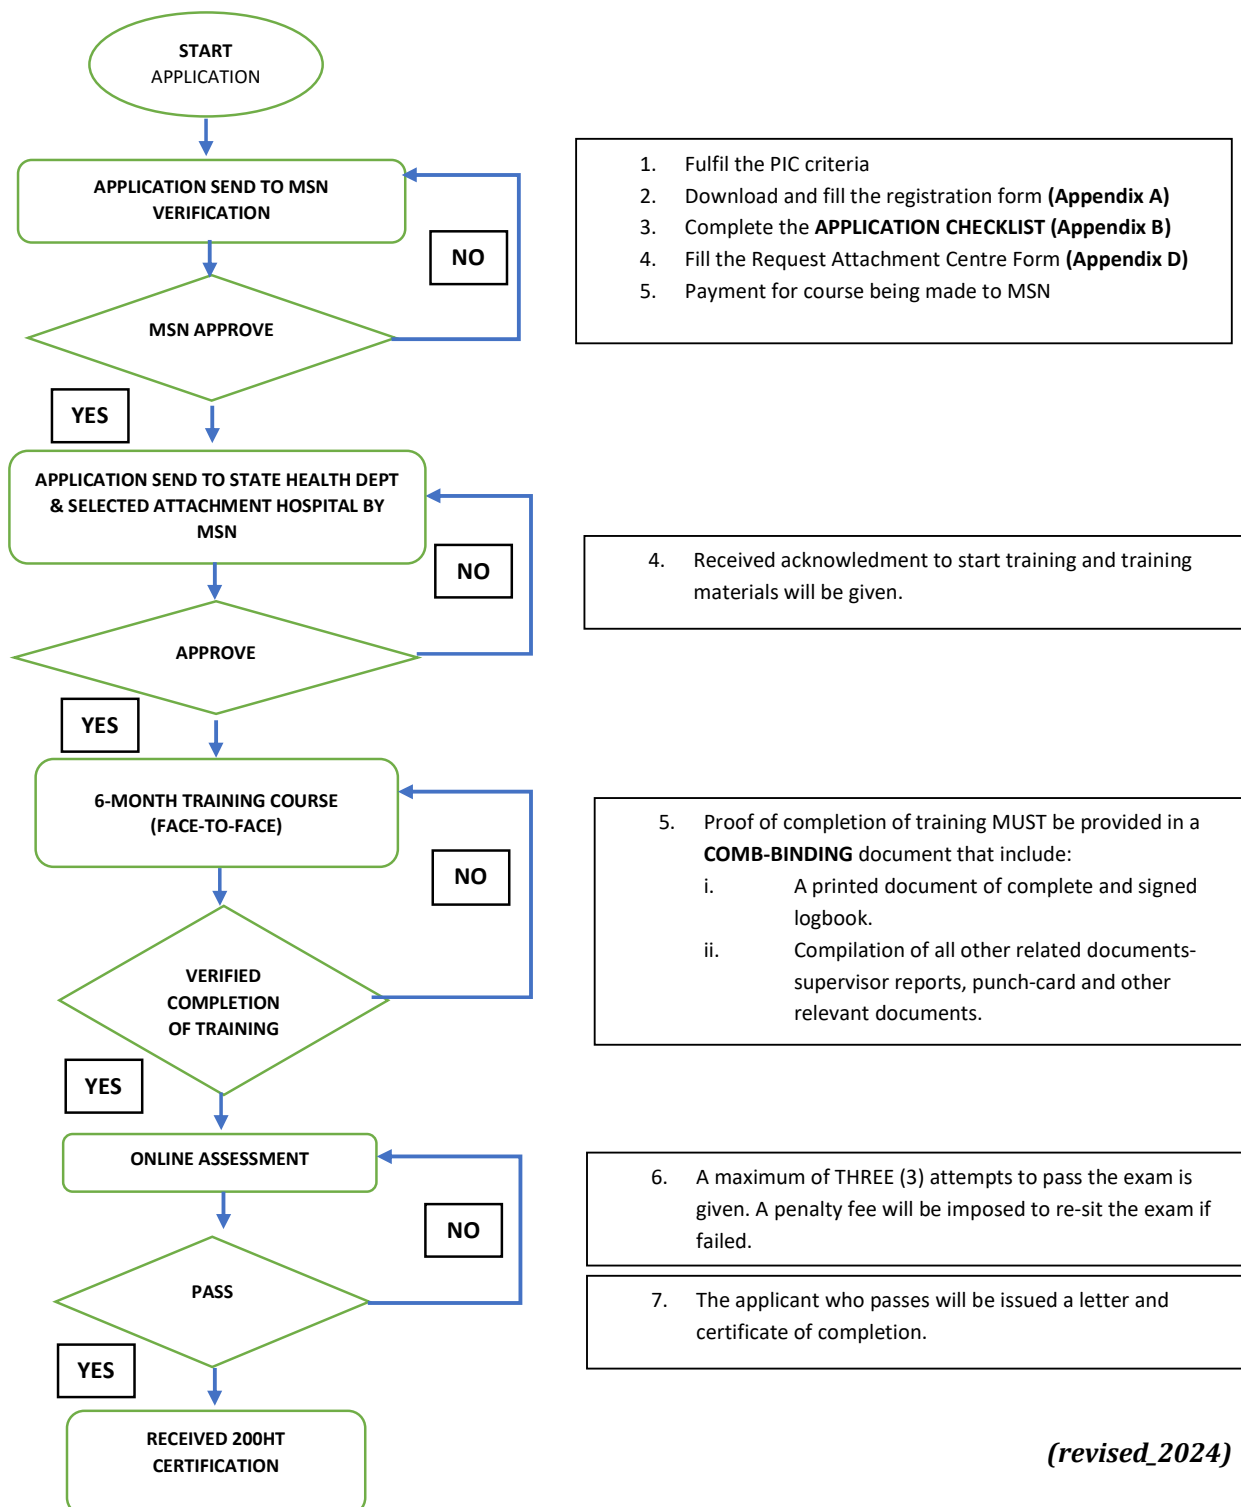 START
APPLICATION
APPLICATION SEND TO MSN
VERIFICATION
NO
MSN APPROVE
1. Fulfil the PIC criteria
2. Download and fill the registration form (Appendix A)
3. Complete the APPLICATION CHECKLIST (Appendix B)
4. Fill the Request Attachment Centre Form (Appendix D)
5. Payment for course being made to MSN
YES
APPLICATION SEND TO STATE HEALTH DEPT
& SELECTED ATTACHMENT HOSPITAL BY
MSN
NO
APPROVE
4. Received acknowledment to start training and training
materials will be given.
YES
6-MONTH TRAINING COURSE
(FACE-TO-FACE)
NO
VERIFIED
COMPLETION
OF TRAINING
5. Proof of completion of training MUST be provided in a
COMB-BINDING document that include:
i. A printed document of complete and signed
logbook.
ii. Compilation of all other related documents-
supervisor reports, punch-card and other
relevant documents.
YES
ONLINE ASSESSMENT
NO
PASS
6. A maximum of THREE (3) attempts to pass the exam is
given. A penalty fee will be imposed to re-sit the exam if
failed.
7. The applicant who passes will be issued a letter and
certificate of completion.
YES
RECEIVED 200HT
CERTIFICATION
(revised_2024)